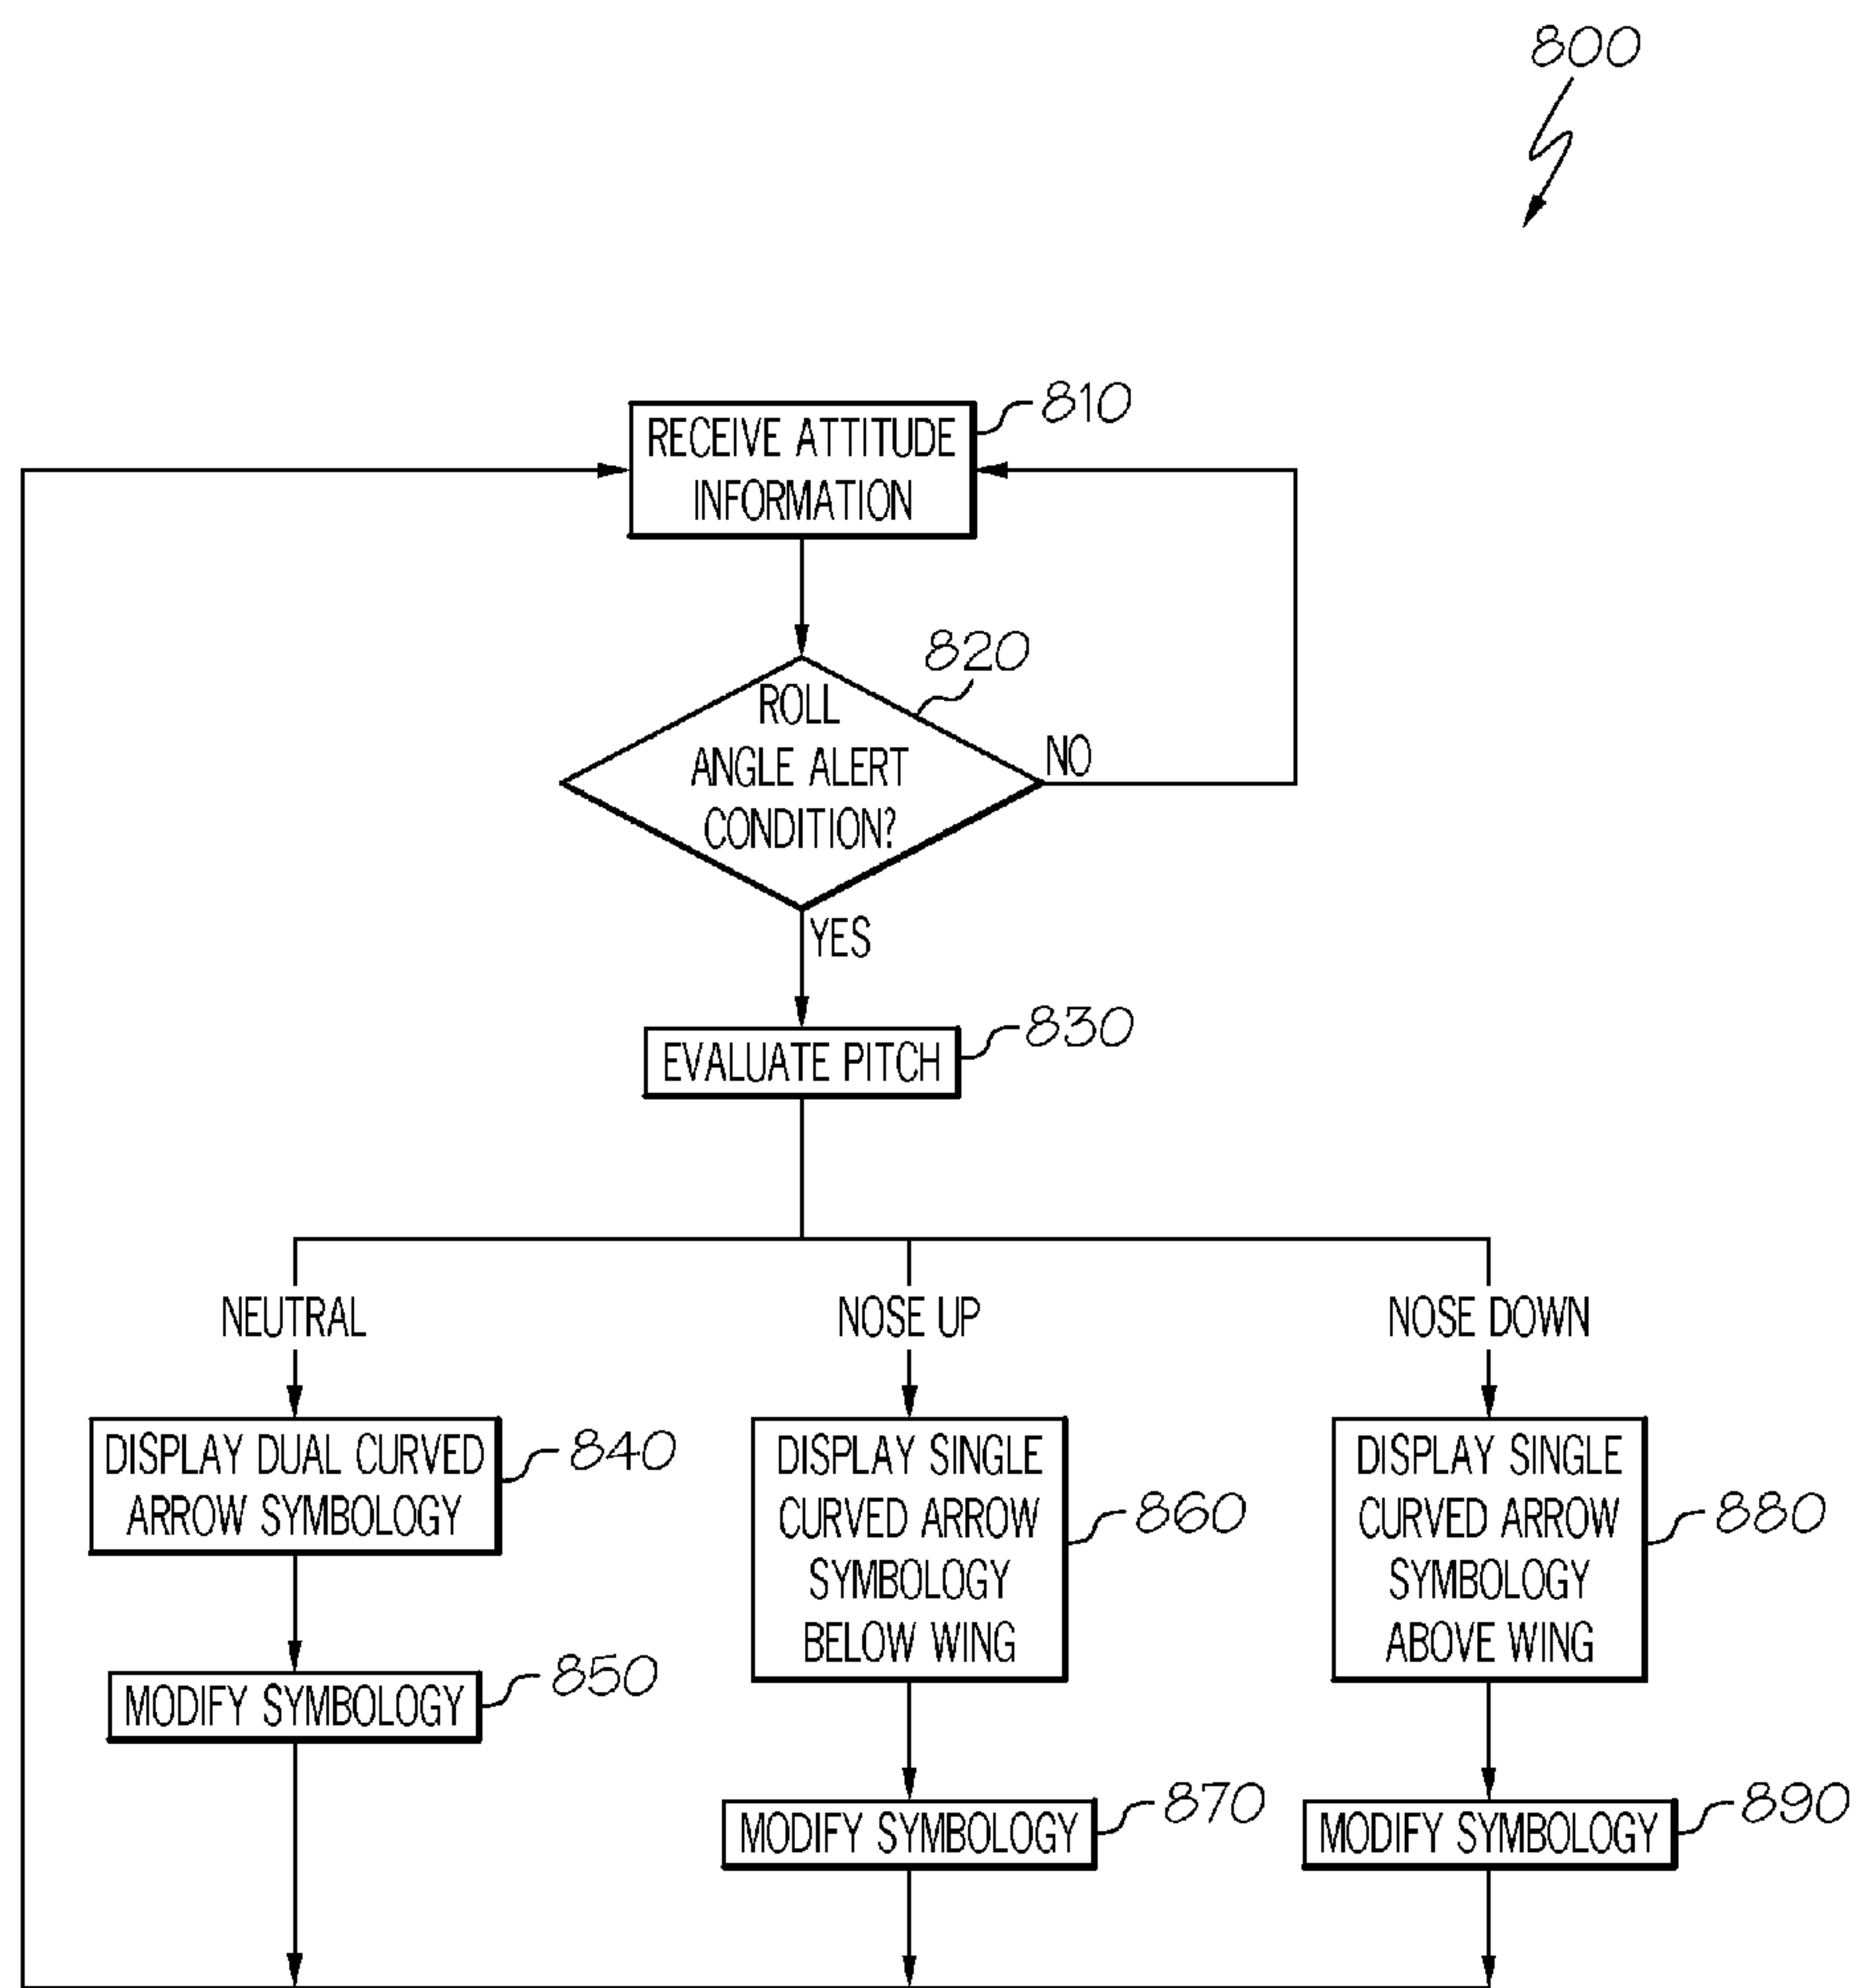 800
RECEIVE ATTITUDE
INFORMATION
810
ROLL
ANGLE ALERT
CONDITION?
820
NO
YES
EVALUATE PITCH
830
NEUTRAL
NOSE UP
NOSE DOWN
DISPLAY DUAL CURVED
ARROW SYMBOLOGY
840
DISPLAY SINGLE
CURVED ARROW
SYMBOLOGY
BELOW WING
860
DISPLAY SINGLE
CURVED ARROW
SYMBOLOGY
ABOVE WING
880
MODIFY SYMBOLOGY
850
MODIFY SYMBOLOGY
870
MODIFY SYMBOLOGY
890